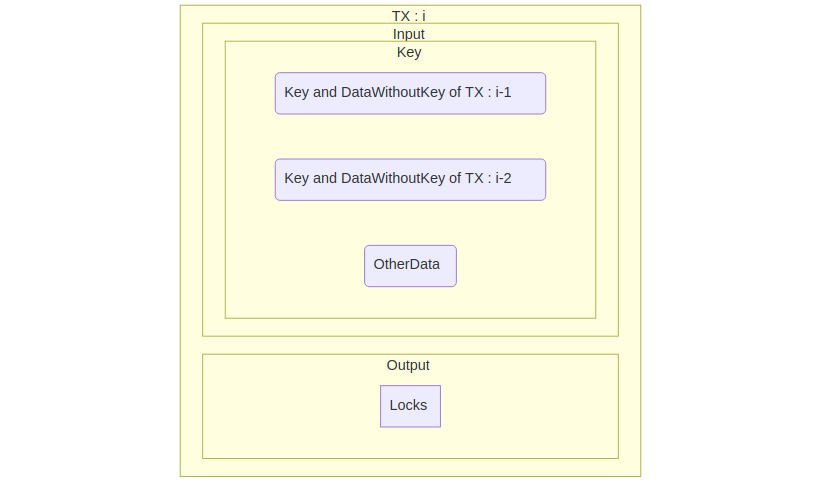 TX : i
Input
Key
Key and DataWithoutKey of TX : i-1
Key and DataWithoutKey of TX : i-2
OtherData
Output
Locks